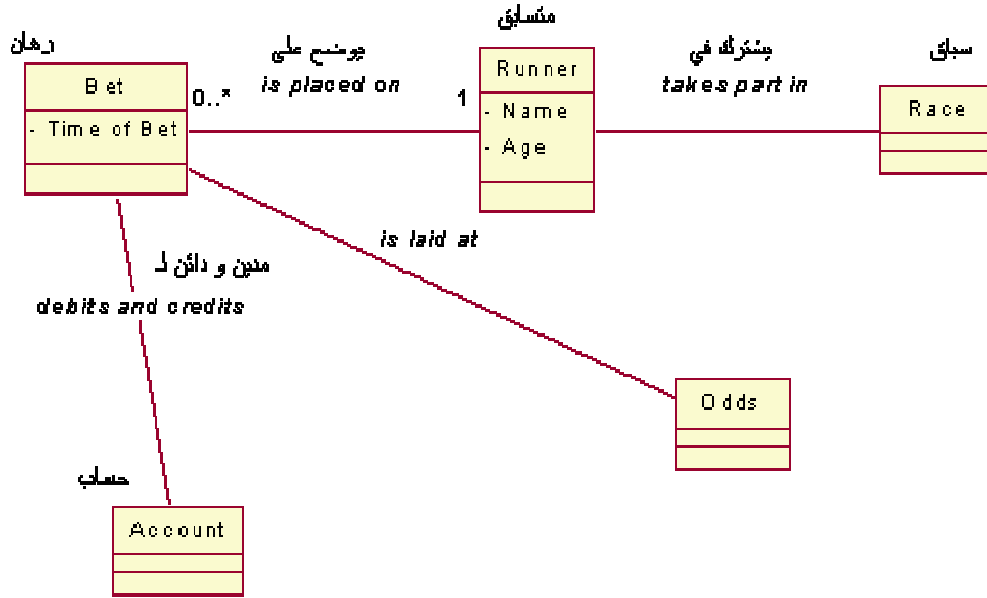 متسابق
رهان
يوضع على
يشترك في
سباق
Bet
is placed on
Runner
takes part in
0..*
1
Race
- Time of Bet
- Name
- Age
is laid at
مدين و دائن لـ
debits and credits
Odds
حساب
Account